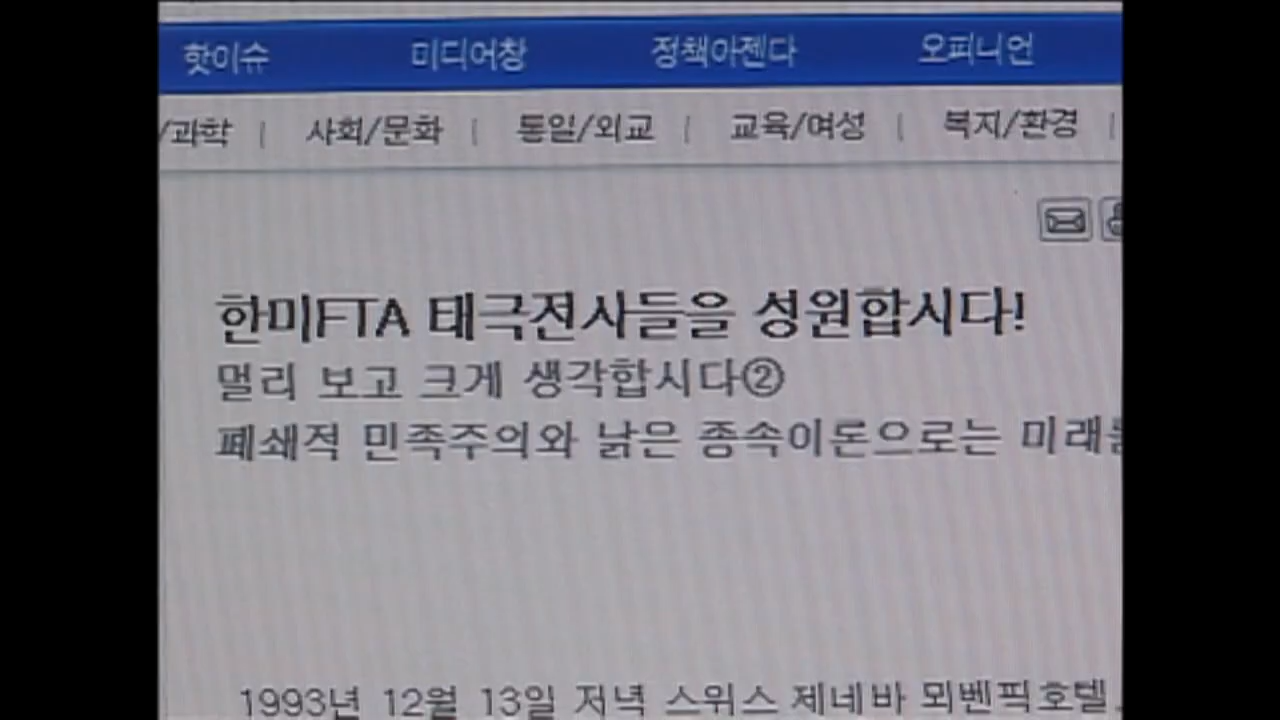 핫이슈 미디어창 정책아젠다 오피니언
/과학 | 사회/문화 | 통일/외교 | 교육/여성 | 복지/환경 |
한미FTA 태극전사들을 성원합시다!
멀리 보고 크게 생각합시다②
폐쇄적 민족주의와 낡은 종속이론으로는 미래를
1993년 12월 13일 저녁 스위스 제네바 뫼벤픽호텔.